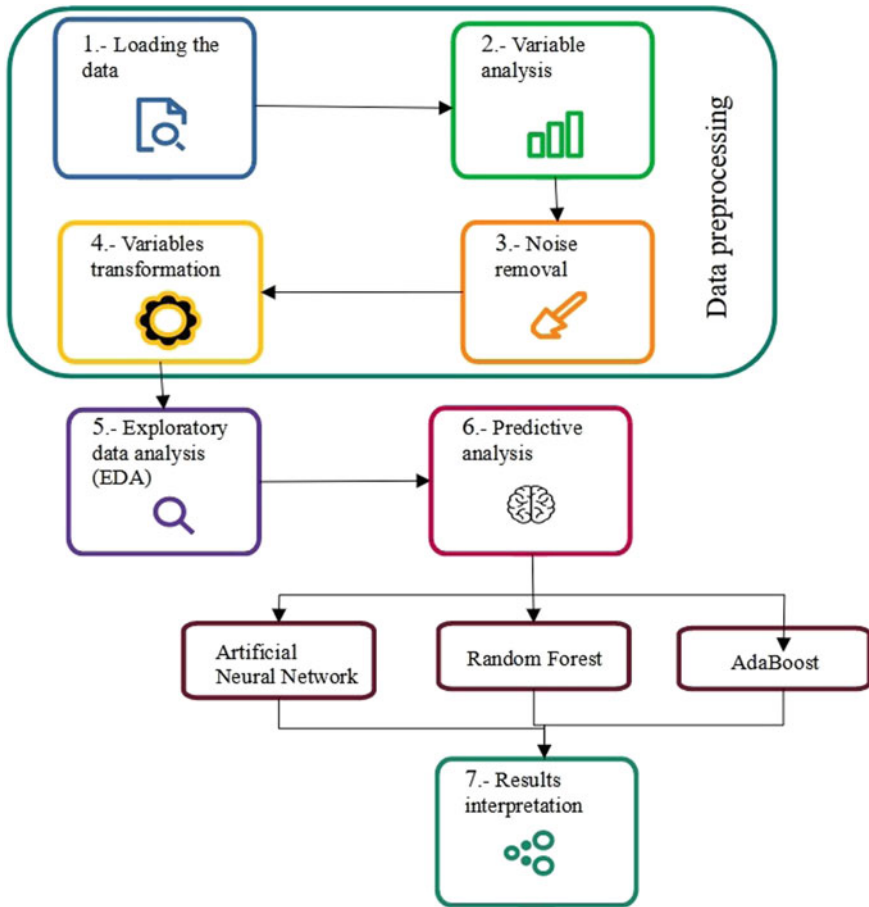 1.- Loading the
data
2.- Variable
analysis
Data preprocessing
4.- Variables
transformation
3.- Noise
removal
5.- Exploratory
data analysis
(EDA)
6.- Predictive
analysis
Artificial
Neural Network
Random Forest
AdaBoost
7.- Results
interpretation